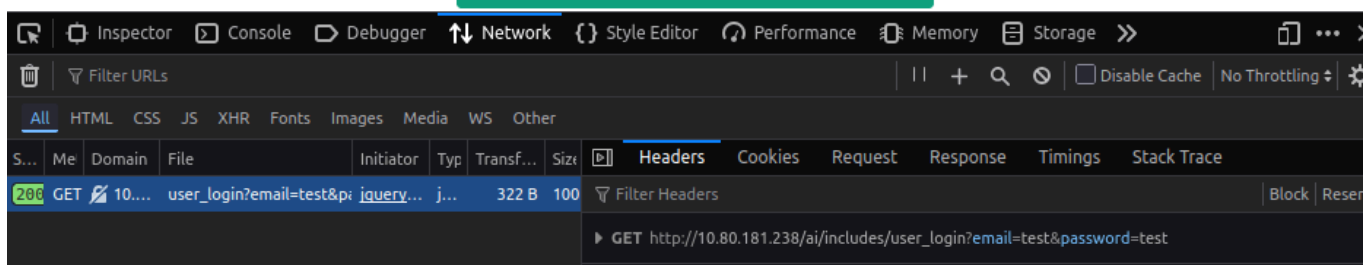 Inspector Console Debugger Network {} Style Editor Performance Memory Storage
Filter URLs Disable Cache No Throttling
All HTML CSS JS XHR Fonts Images Media WS Other
S... Me Domain File Initiator Typ Transf... Size Headers Cookies Request Response Timings Stack Trace
200 GET 10.... user_login?email=test&pa jquery... j... 322 B 100 Filter Headers Block Resen
GET http://10.80.181.238/ai/includes/user_login?email=test&password=test